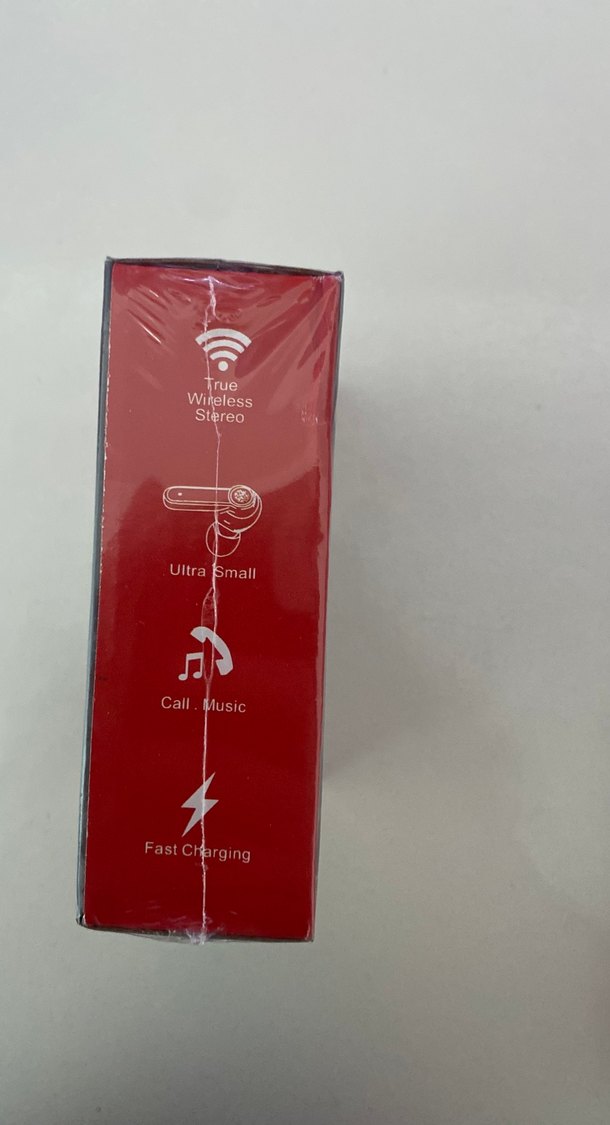 True
Wireless
Stereo
Ultra Small
Call . Music
Fast Charging